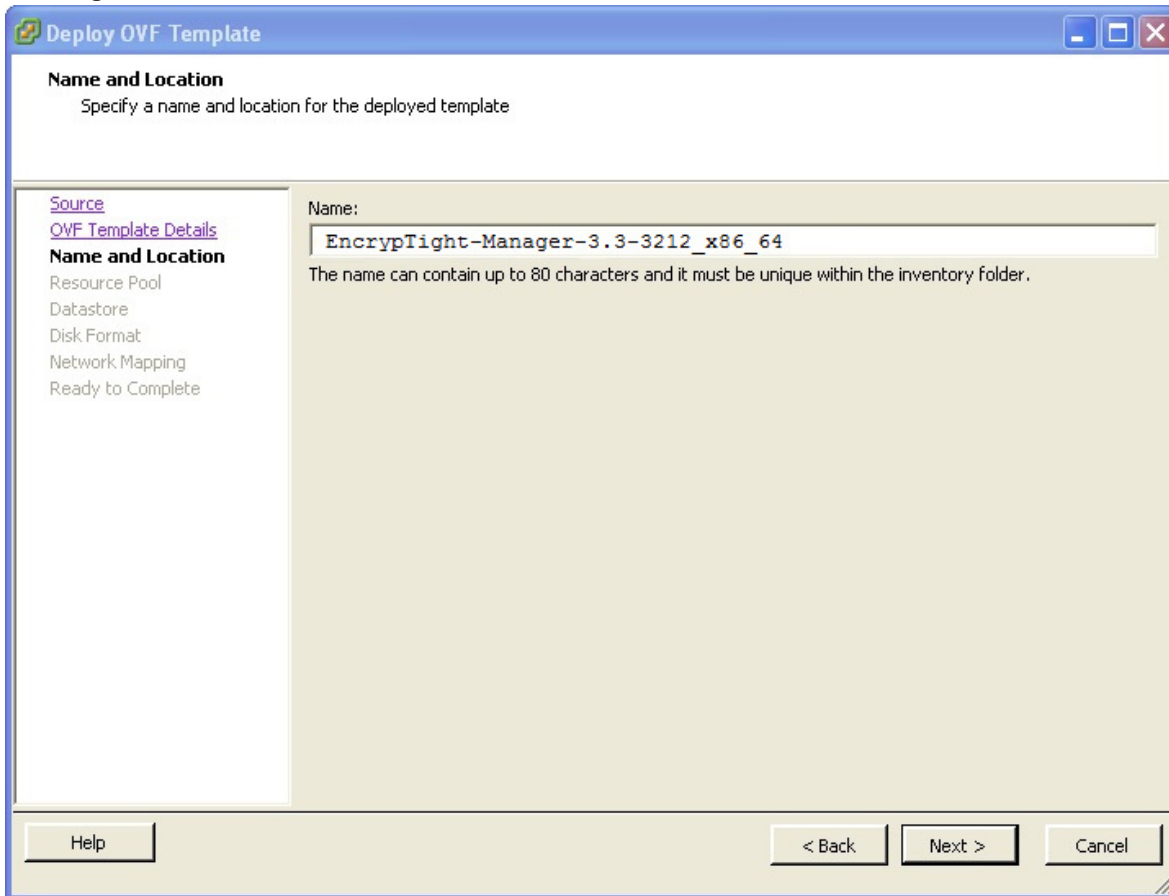 Deploy OVF Template
Name and Location
Specify a name and location for the deployed template
Source
OVF Template Details
Name and Location
Resource Pool
Datastore
Disk Format
Network Mapping
Ready to Complete
Name:
EncrypTight-Manager-3.3-3212_x86_64
The name can contain up to 80 characters and it must be unique within the inventory folder.
Help
< Back
Next >
Cancel